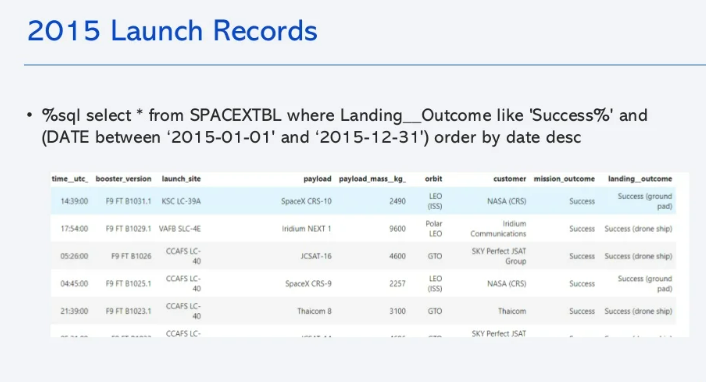 2015 Launch Records
• %sql select * from SPACEXTBL where Landing__Outcome like 'Success%' and
(DATE between ‘2015-01-01' and ‘2015-12-31') order by date desc
time__utc_ booster_version launch_site payload payload_mass__kg_ orbit customer mission_outcome landing__outcome
14:39:00 F9 FT B1031.1 KSC LC-39A SpaceX CRS-10 2490 LEO (ISS) NASA (CRS) Success Success (ground pad)
17:54:00 F9 FT B1029.1 VAFB SLC-4E Iridium NEXT 1 9600 Polar LEO Iridium Communications Success Success (drone ship)
05:26:00 F9 FT B1026 CCAFS LC-40 JCSAT-16 4600 GTO SKY Perfect JSAT Group Success Success (drone ship)
04:45:00 F9 FT B1025.1 CCAFS LC-40 SpaceX CRS-9 2257 LEO (ISS) NASA (CRS) Success Success (ground pad)
21:39:00 F9 FT B1023.1 CCAFS LC-40 Thaicom 8 3100 GTO Thaicom Success Success (drone ship)
CCAFS LC- SKY Perfect JSAT